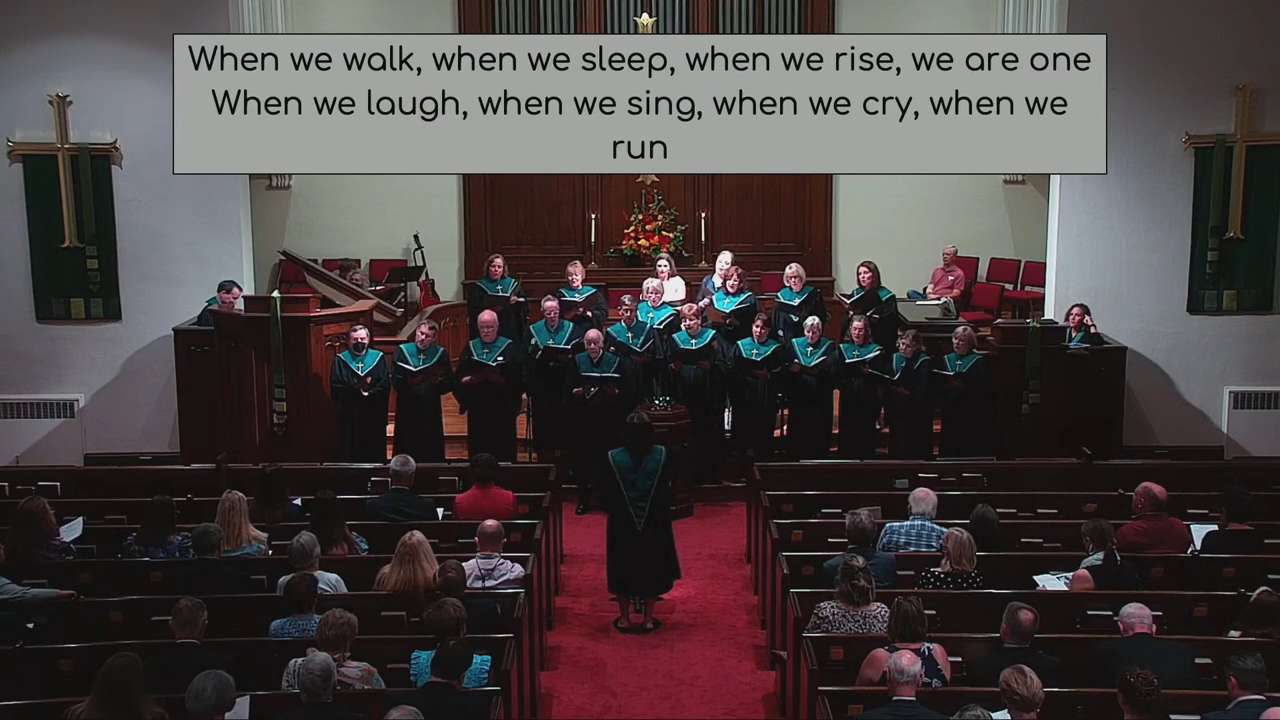 When we walk, when we sleep, when we rise, we are one
When we laugh, when we sing, when we cry, when we
run